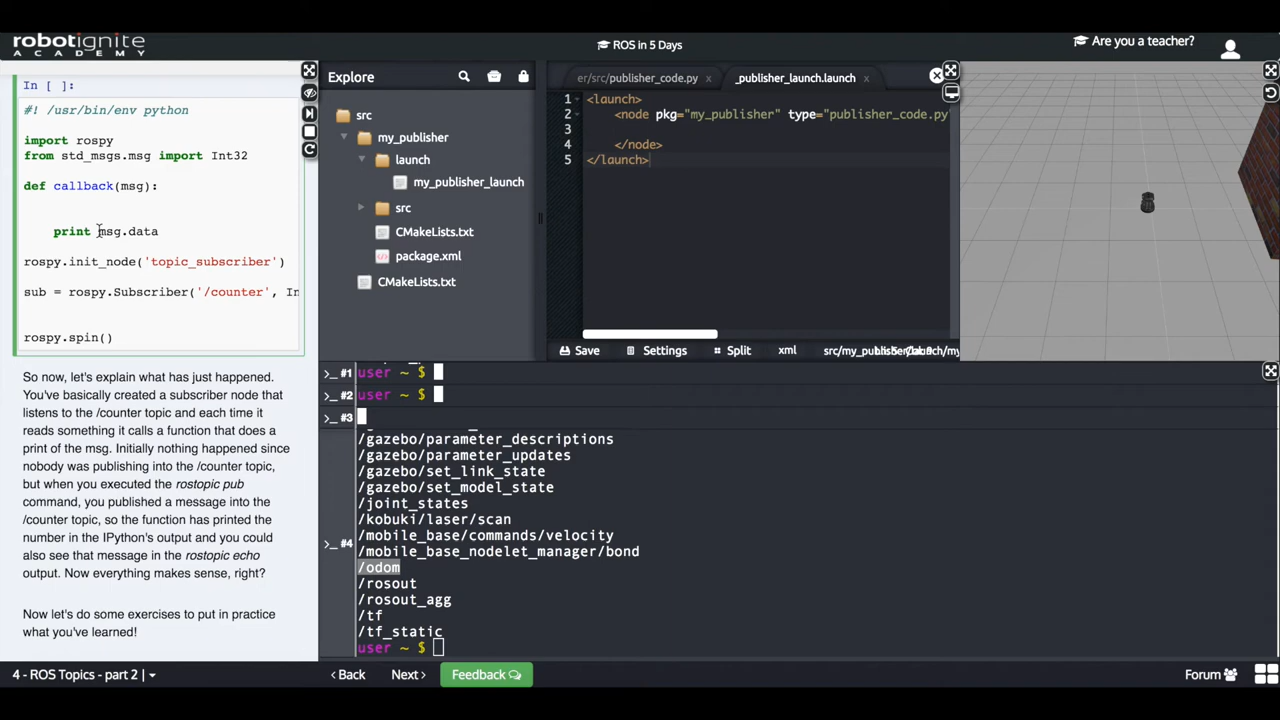 robotignite
ACADEMY
ROS in 5 Days
Are you a teacher?
In [ ]:
#! /usr/bin/env python
import rospy
from std_msgs.msg import Int32
def callback(msg):
print msg.data
rospy.init_node('topic_subscriber')
sub = rospy.Subscriber('/counter', In
rospy.spin()
So now, let's explain what has just happened.
You've basically created a subscriber node that
listens to the /counter topic and each time it
reads something it calls a function that does a
print of the msg. Initially nothing happened since
nobody was publishing into the /counter topic,
but when you executed the rostopic pub
command, you published a message into the
/counter topic, so the function has printed the
number in the IPython's output and you could
also see that message in the rostopic echo
output. Now everything makes sense, right?
Now let's do some exercises to put in practice
what you've learned!
Explore
src
my_publisher
launch
my_publisher_launch
src
CMakeLists.txt
package.xml
CMakeLists.txt
er/src/publisher_code.py
_publisher_launch.launch
1 <launch>
2 <node pkg="my_publisher" type="publisher_code.py
3
4 </node>
5 </launch>
Save
Settings
Split
xml
>_ #1 user ~ $
>_ #2 user ~ $
>_ #3
/gazebo/parameter_descriptions
/gazebo/parameter_updates
/gazebo/set_link_state
/gazebo/set_model_state
/joint_states
/kobuki/laser/scan
/mobile_base/commands/velocity
>_ #4
/mobile_base_nodelet_manager/bond
/odom
/rosout
/rosout_agg
/tf
/tf_static
user ~ $
4 - ROS Topics - part 2 |
Back
Next
Feedback
Forum